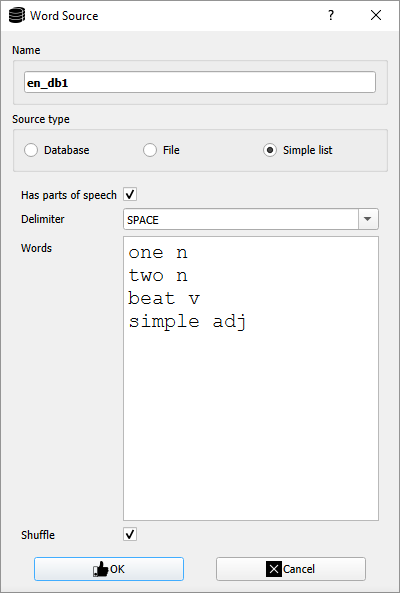 Word Source
Name
en_db1
Source type
Database File Simple list
Has parts of speech
Delimiter SPACE
Words
one n
two n
beat v
simple adj
Shuffle
OK Cancel